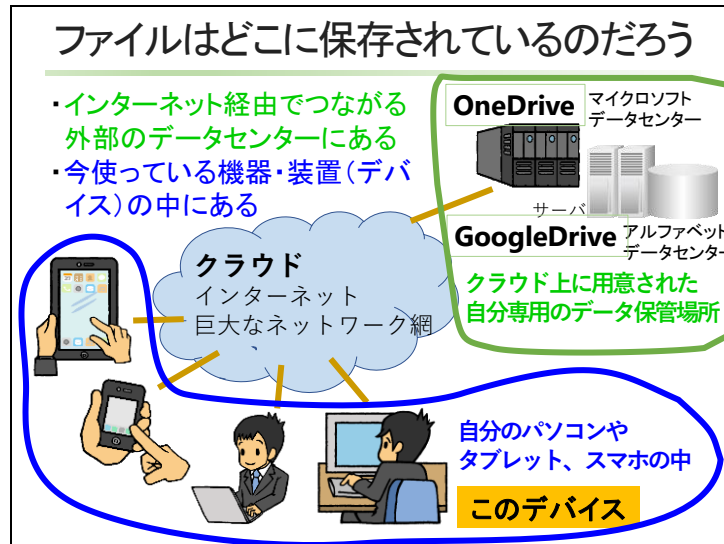 ファイルはどこに保存されているのだろう
・インターネット経由でつながる
外部のデータセンターにある
・今使っている機器・装置(デバ
イス)の中にある
OneDrive
マイクロソフト
データセンター
サーバ
GoogleDrive
アルファベット
データセンター
クラウド上に用意された
自分専用のデータ保管場所
クラウド
インターネット
巨大なネットワーク網
自分のパソコンや
タブレット、スマホの中
このデバイス